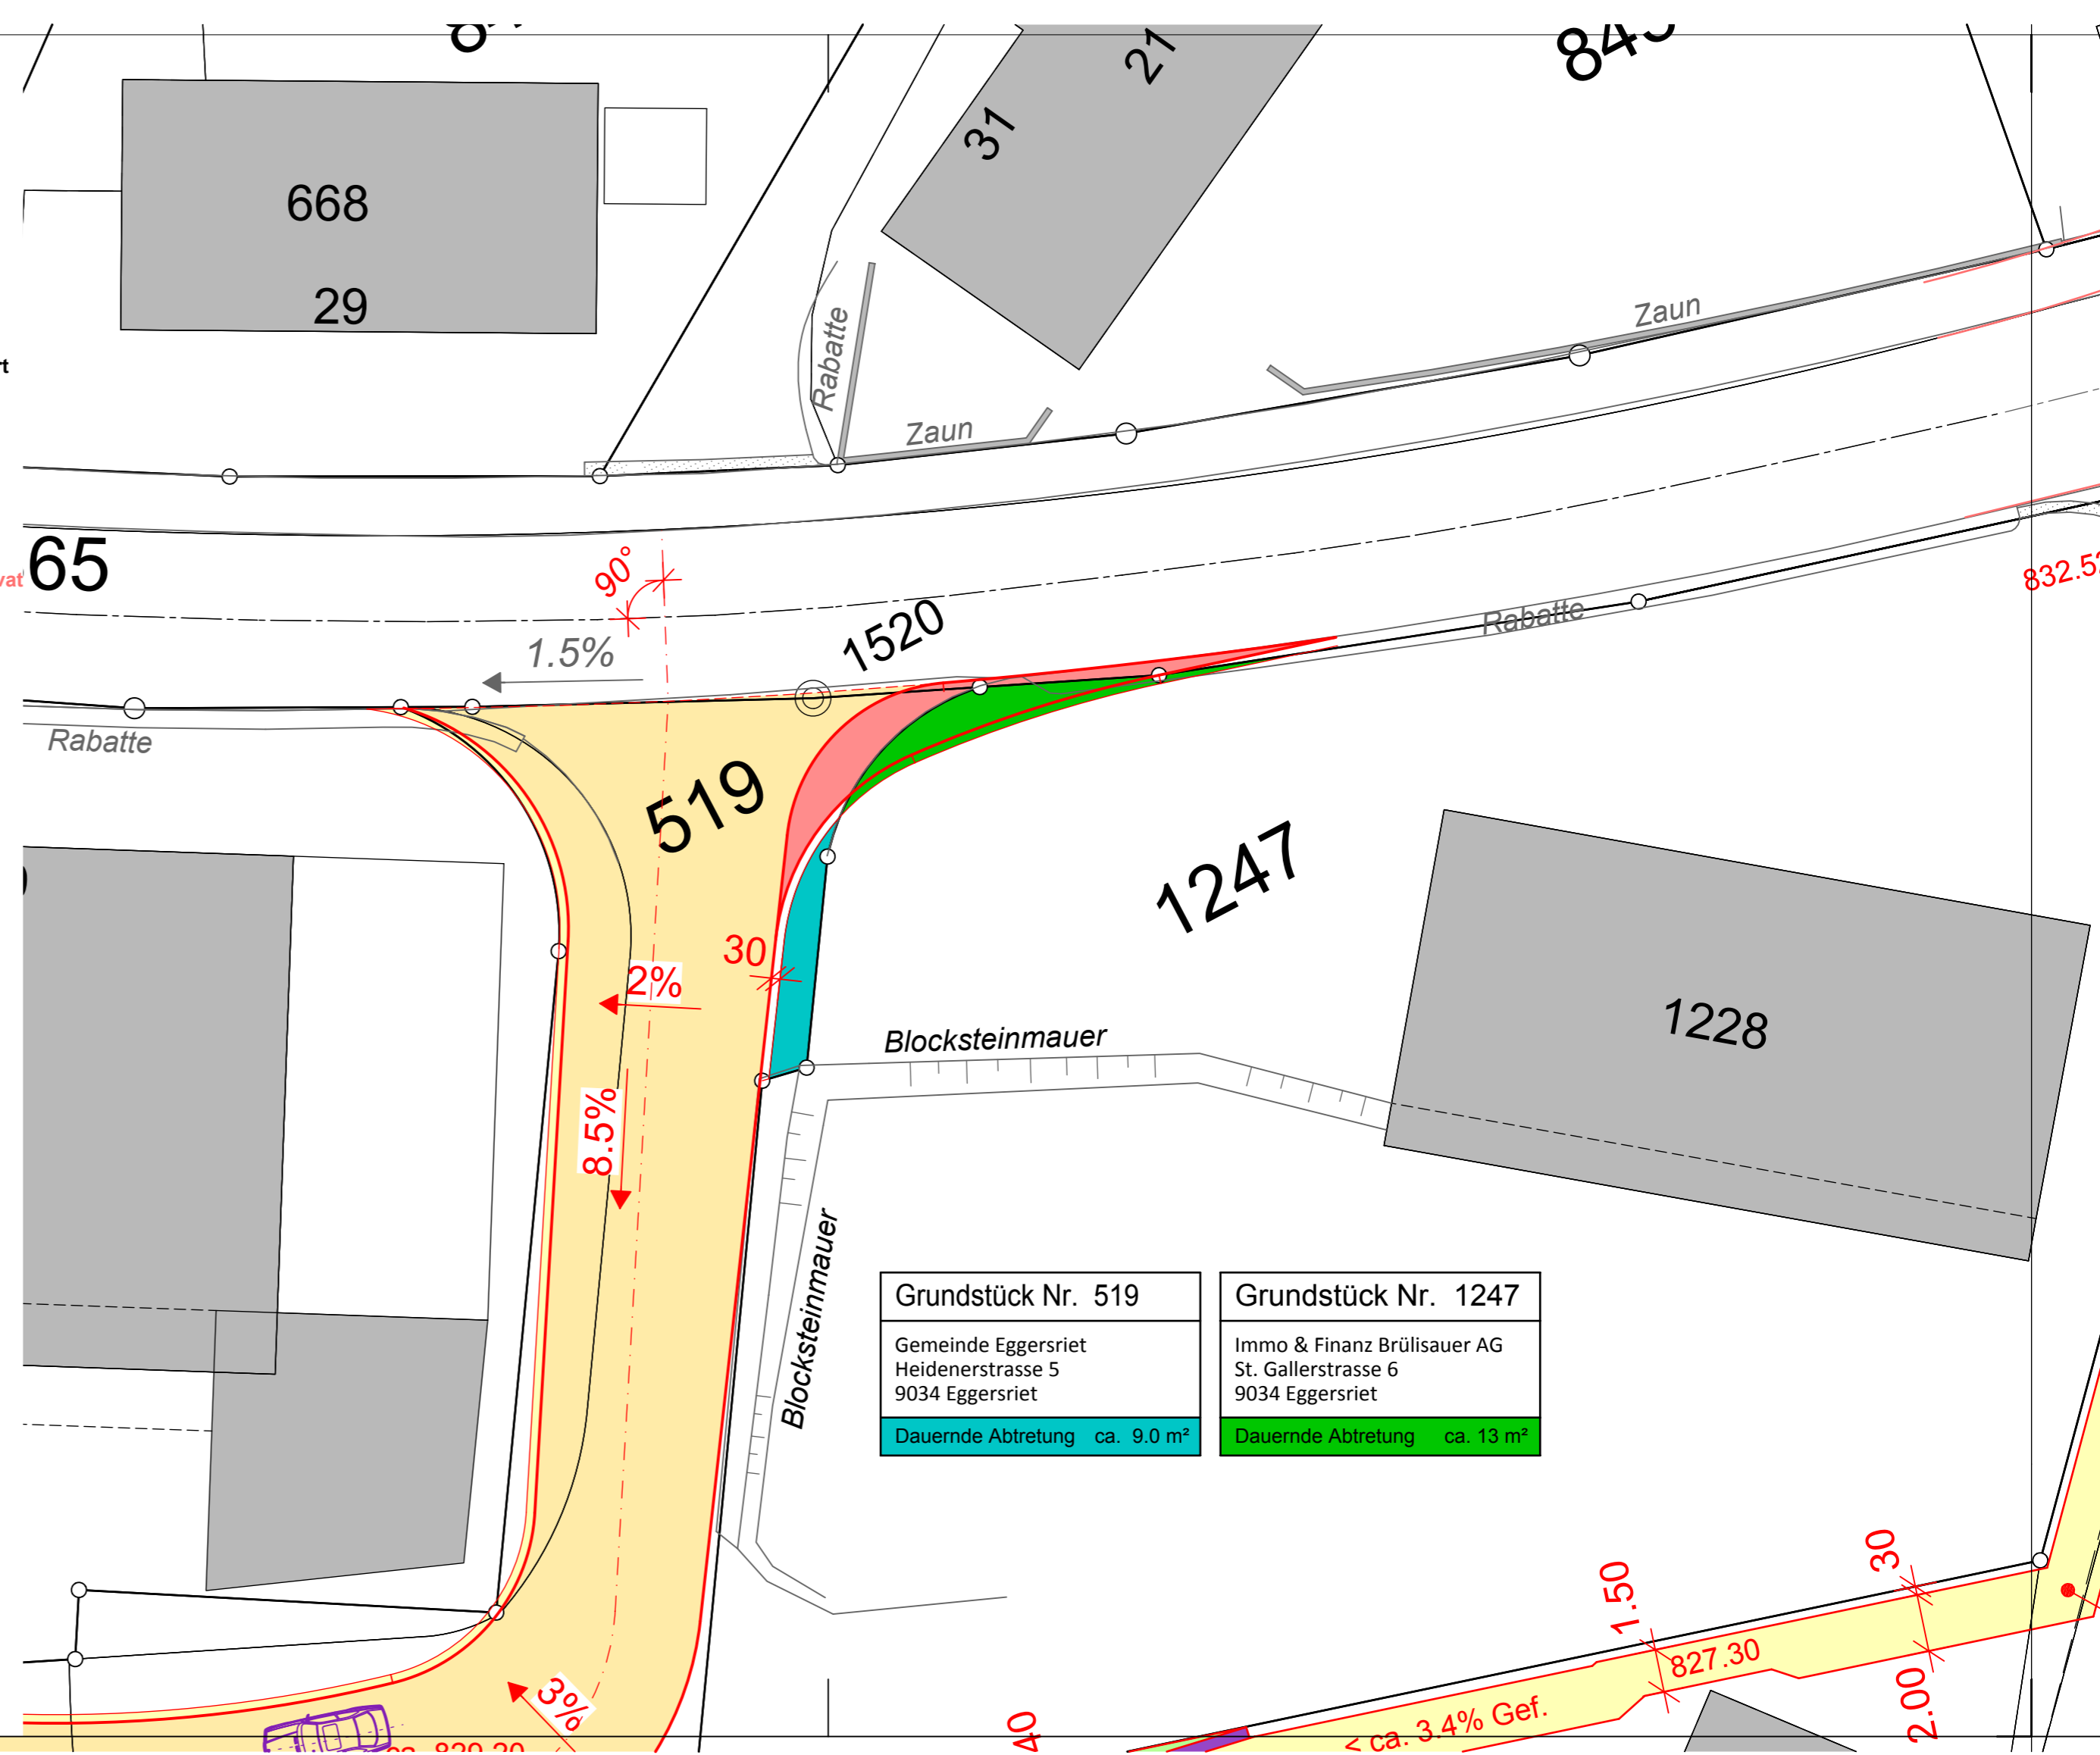 21
31
668
29
Zaun
Rabatte
Zaun
65
90°
832.5
1.5%
1520
Rabatte
Rabatte
519
1247
30
2%
1228
Blocksteinmauer
8.5%
Blocksteinmauer
Grundstück Nr. 519
Gemeinde Eggersriet
Heidenerstrasse 5
9034 Eggersriet
Dauernde Abtretung ca. 9.0 m²
Grundstück Nr. 1247
Immo & Finanz Brülisauer AG
St. Gallerstrasse 6
9034 Eggersriet
Dauernde Abtretung ca. 13 m²
30
1.50
827.30
2.00
3%
< ca. 3.4% Gef.
40